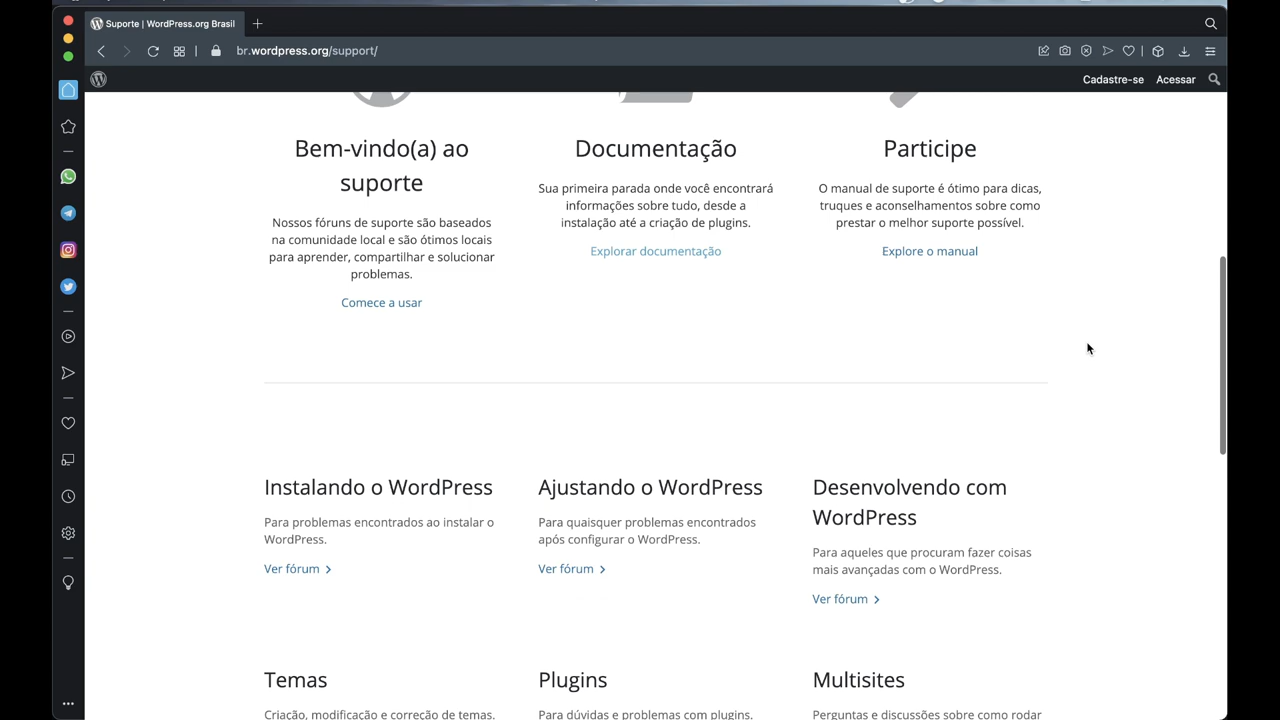 Suporte | WordPress.org Brasil
br.wordpress.org/support/
Cadastre-se Acessar
Bem-vindo(a) ao
suporte
Nossos fóruns de suporte são baseados
na comunidade local e são ótimos locais
para aprender, compartilhar e solucionar
problemas.
Comece a usar
Documentação
Sua primeira parada onde você encontrará
informações sobre tudo, desde a
instalação até a criação de plugins.
Explorar documentação
Participe
O manual de suporte é ótimo para dicas,
truques e aconselhamentos sobre como
prestar o melhor suporte possível.
Explore o manual
Instalando o WordPress
Para problemas encontrados ao instalar o
WordPress.
Ver fórum
Ajustando o WordPress
Para quaisquer problemas encontrados
após configurar o WordPress.
Ver fórum
Desenvolvendo com
WordPress
Para aqueles que procuram fazer coisas
mais avançadas com o WordPress.
Ver fórum
Temas
Criação, modificação e correção de temas.
Plugins
Para dúvidas e problemas com plugins.
Multisites
Perguntas e discussões sobre como rodar